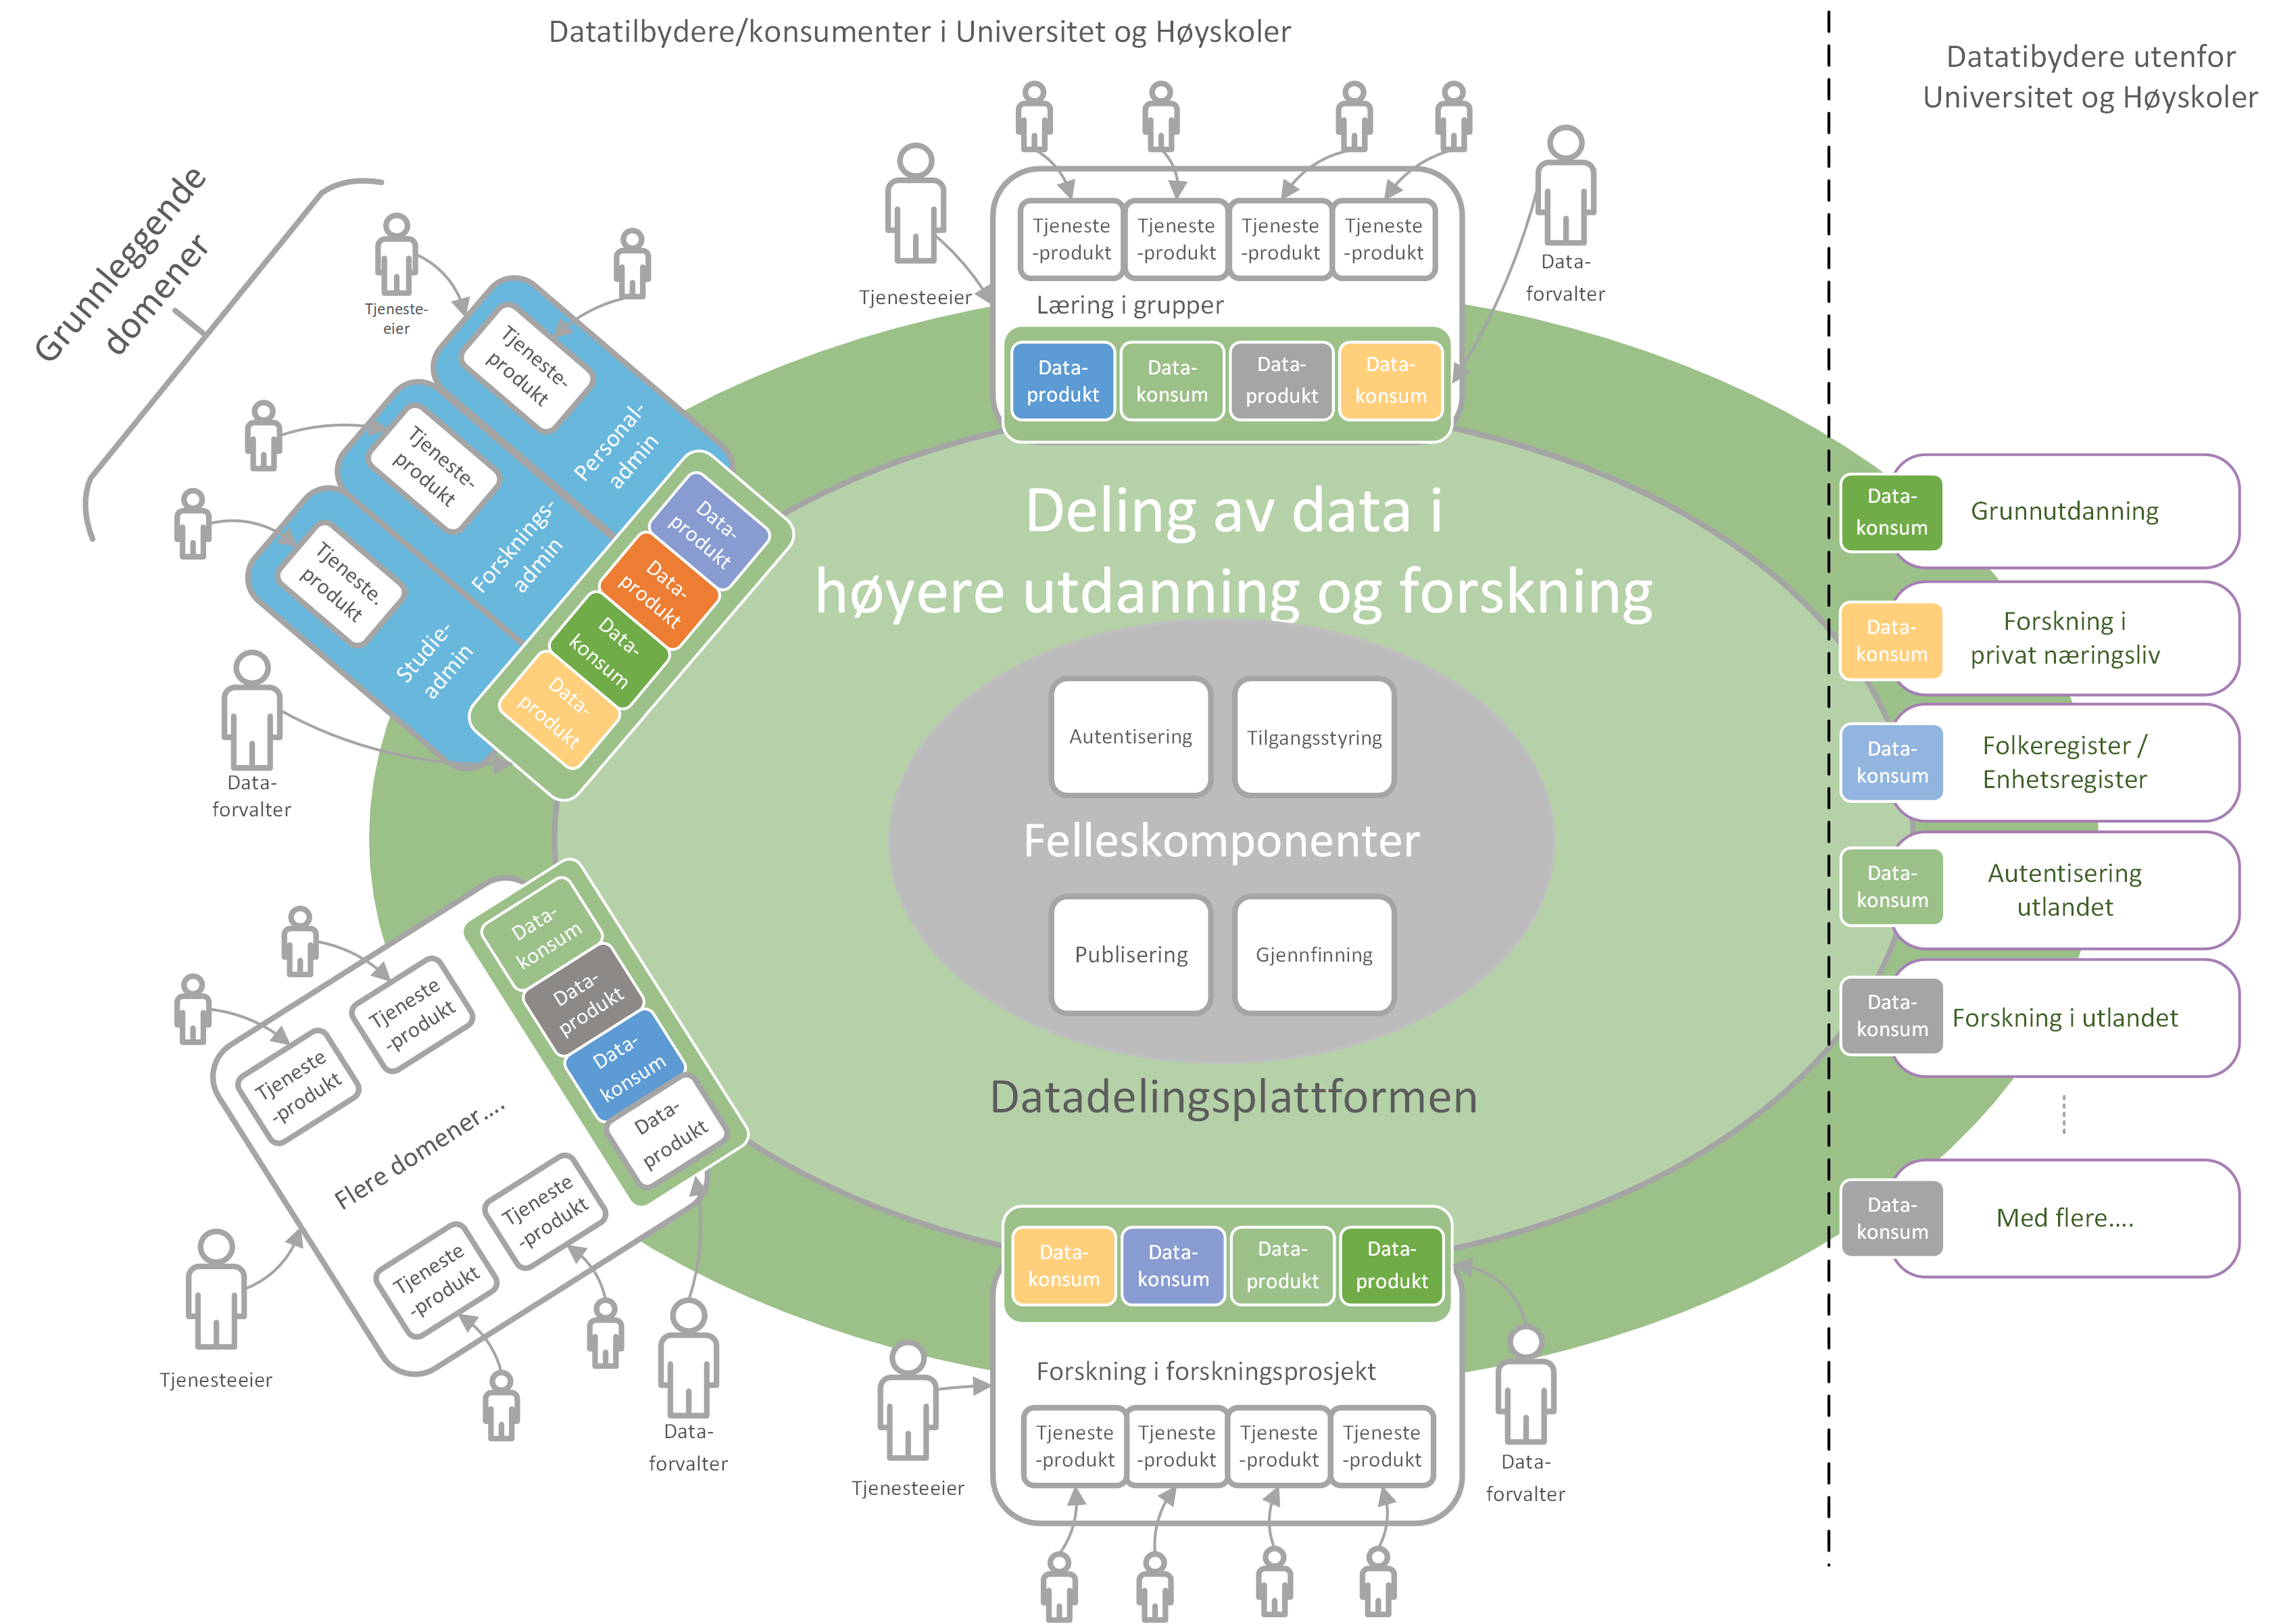 Datatilbydere/konsumenter i Universitet og Høyskoler
Datatibydere utenfor
Universitet og Høyskoler
Grunnleggende
domener
Tjeneste-
eier
Tjeneste-
produkt
Personal-
admin
Tjeneste-
produkt
Forsknings-
admin
Tjeneste.
produkt
Studie-
admin
Data-
produkt
Data-
produkt
Data-
konsum
Data-
produkt
Data-
forvalter
Tjenesteeier
Tjeneste
-produkt
Tjeneste
-produkt
Tjeneste
-produkt
Tjeneste
-produkt
Læring i grupper
Data-
produkt
Data-
konsum
Data-
produkt
Data-
konsum
Data-
forvalter
Deling av data i
høyere utdanning og forskning
Autentisering
Tilgangsstyring
Felleskomponenter
Publisering
Gjennfinning
Datadelingsplattformen
Data-
konsum
Grunnutdanning
Data-
konsum
Forskning i
privat næringsliv
Data-
konsum
Folkeregister /
Enhetsregister
Data-
konsum
Autentisering
utlandet
Data-
konsum
Forskning i utlandet
Data-
konsum
Med flere....
Data-
konsum
Data-
produkt
Data-
konsum
Data-
produkt
Tjeneste
-produkt
Tjeneste
-produkt
Flere domener....
Tjeneste
-produkt
Tjeneste
-produkt
Tjenesteeier
Data-
forvalter
Data-
konsum
Data-
konsum
Data-
produkt
Data-
produkt
Forskning i forskningsprosjekt
Tjeneste
-produkt
Tjeneste
-produkt
Tjeneste
-produkt
Tjeneste
-produkt
Tjenesteeier
Data-
forvalter